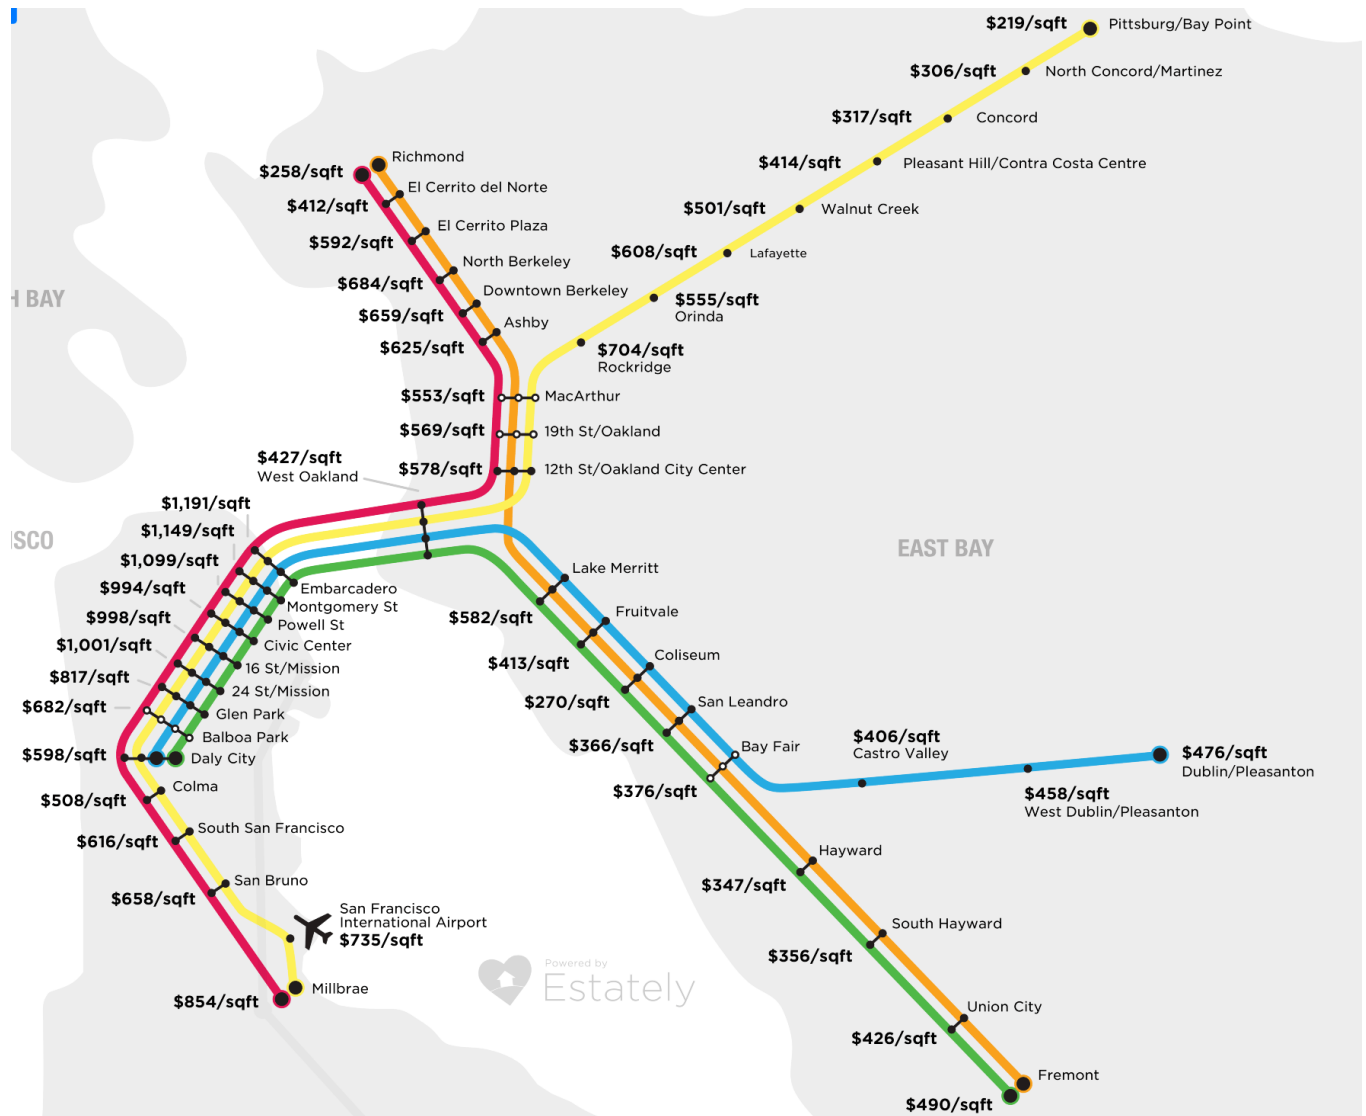 $219/sqft
Pittsburg/Bay Point
$306/sqft
North Concord/Martinez
$317/sqft
Concord
$414/sqft
Pleasant Hill/Contra Costa Centre
$501/sqft
Walnut Creek
$608/sqft
Lafayette
$555/sqft
Orinda
$704/sqft
Rockridge
Richmond
$258/sqft
El Cerrito del Norte
$412/sqft
El Cerrito Plaza
$592/sqft
North Berkeley
$684/sqft
Downtown Berkeley
$659/sqft
Ashby
$625/sqft
H BAY
$553/sqft
MacArthur
$569/sqft
19th St/Oakland
$578/sqft
12th St/Oakland City Center
$427/sqft
West Oakland
ISCO
EAST BAY
$1,191/sqft
Embarcadero
$1,149/sqft
Montgomery St
$1,099/sqft
Powell St
$994/sqft
Civic Center
$998/sqft
16 St/Mission
$1,001/sqft
24 St/Mission
$817/sqft
Glen Park
$682/sqft
Balboa Park
$598/sqft
Daly City
Colma
$508/sqft
South San Francisco
$616/sqft
San Bruno
$658/sqft
San Francisco
International Airport
$735/sqft
Millbrae
$854/sqft
Lake Merritt
$582/sqft
Fruitvale
$413/sqft
Coliseum
$270/sqft
San Leandro
$366/sqft
Bay Fair
$376/sqft
$406/sqft
Castro Valley
$458/sqft
West Dublin/Pleasanton
$476/sqft
Dublin/Pleasanton
Hayward
$347/sqft
South Hayward
$356/sqft
Union City
$426/sqft
Fremont
$490/sqft
Powered by
Estately